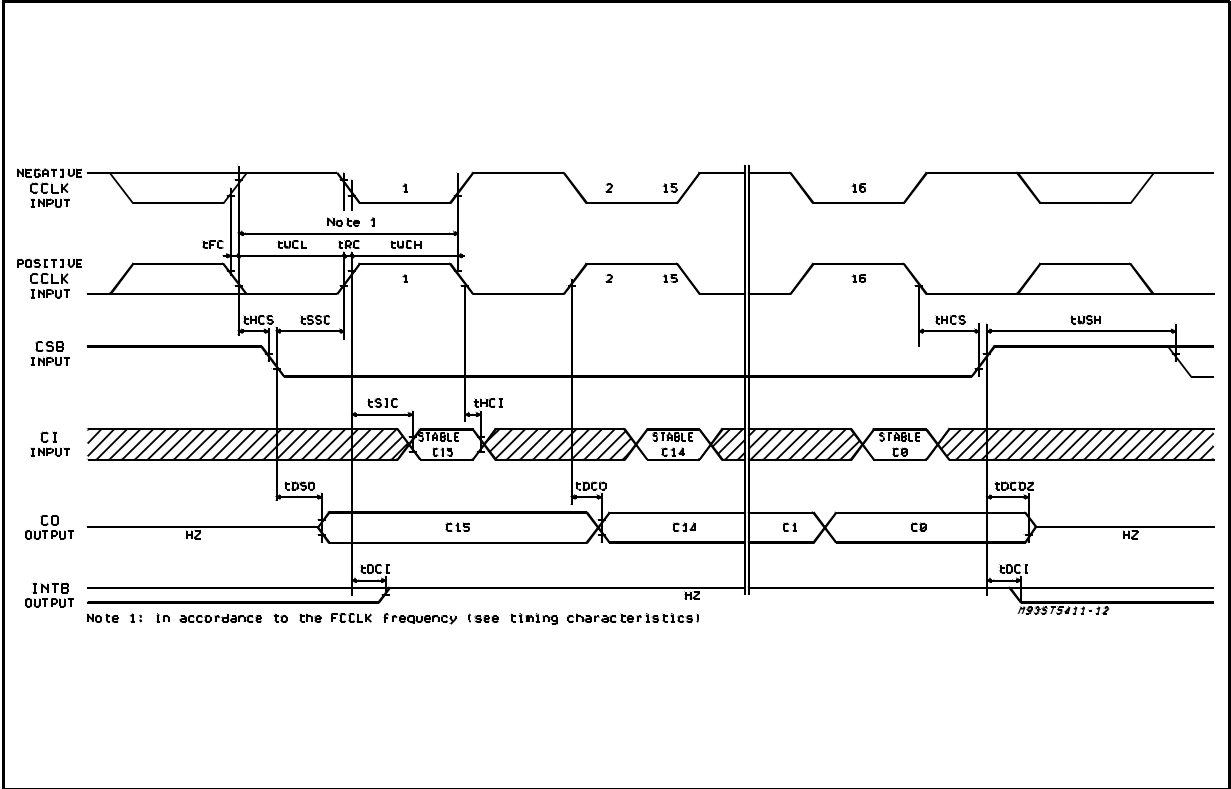 NEGATIVE
CCLK
INPUT
1
2
15
16
Note 1
tFC
tWCL
tRC
tWCH
POSITIVE
CCLK
INPUT
1
2
15
16
tHCS
tSSC
tHCS
tWSH
CSB
INPUT
tSIC
tHCI
CI
INPUT
STABLE
C15
STABLE
C14
STABLE
C0
tDSO
tDCO
tDCDZ
CO
OUTPUT
HZ
C15
C14
C1
C0
HZ
tDCI
tDCI
INTB
OUTPUT
HZ
M93ST5411-12
Note 1: in accordance to the FCCLK frequency (see timing characteristics)